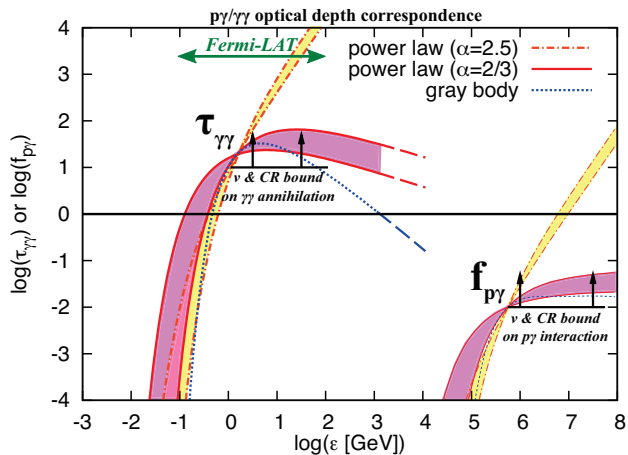 pγ/γγ optical depth correspondence
Fermi-LAT
power law (α=2.5)
power law (α=2/3)
gray body
τγγ
ν & CR bound
on γγ annihilation
fpγ
ν & CR bound
on pγ interaction
log(τγγ) or log(fpγ)
4
3
2
1
0
-1
-2
-3
-4
-3 -2 -1 0 1 2 3 4 5 6 7 8
log(ε [GeV])